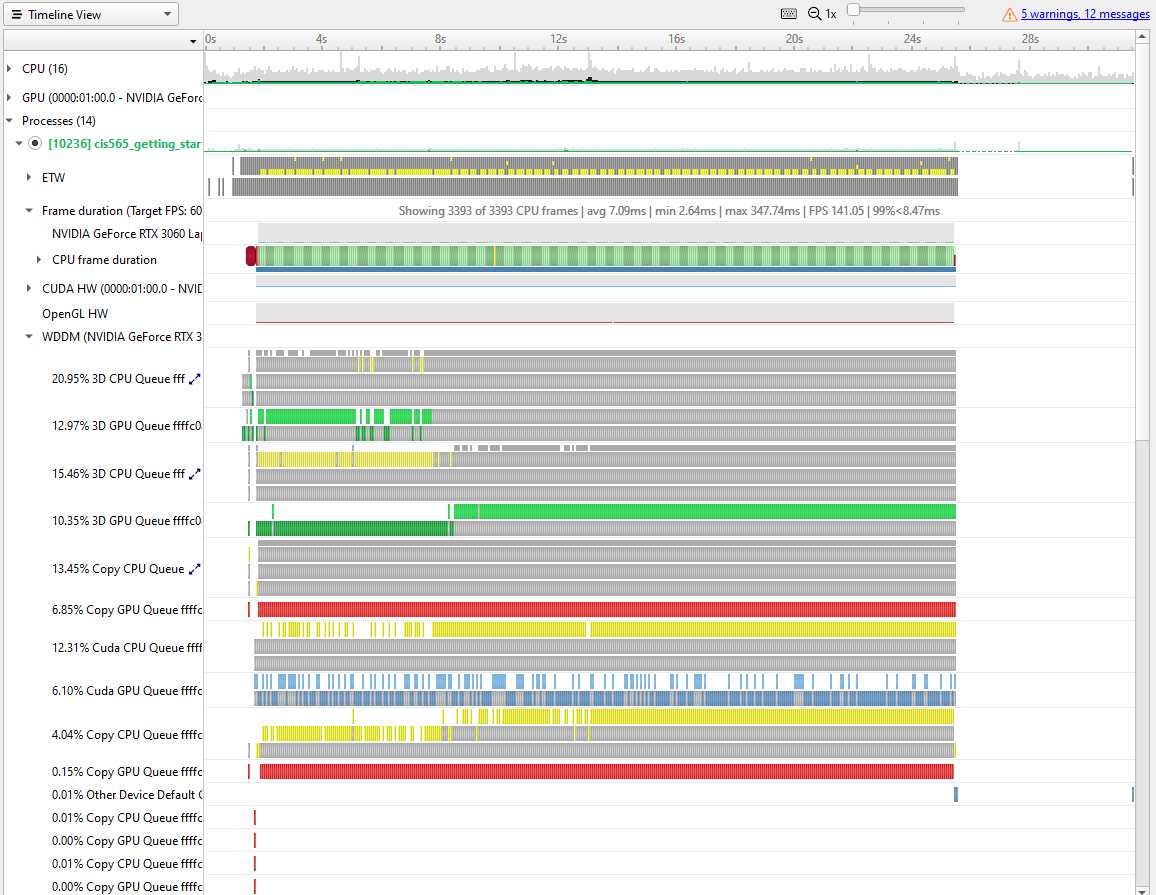 Timeline View
1x
5 warnings, 12 messages
0s 4s 8s 12s 16s 20s 24s 28s
CPU (16)
GPU (0000:01:00.0 - NVIDIA GeForc
Processes (14)
[10236] cis565_getting_star
ETW
Frame duration (Target FPS: 60
Showing 3393 of 3393 CPU frames | avg 7.09ms | min 2.64ms | max 347.74ms | FPS 141.05 | 99%<8.47ms
NVIDIA GeForce RTX 3060 Lap
CPU frame duration
CUDA HW (0000:01:00.0 - NVID
OpenGL HW
WDDM (NVIDIA GeForce RTX 3
20.95% 3D CPU Queue fff
12.97% 3D GPU Queue ffffc0
15.46% 3D CPU Queue fff
10.35% 3D GPU Queue ffffc0
13.45% Copy CPU Queue
6.85% Copy GPU Queue ffffc
12.31% Cuda CPU Queue ffff
6.10% Cuda GPU Queue ffffc
4.04% Copy CPU Queue ffffc
0.15% Copy GPU Queue ffffc
0.01% Other Device Default
0.01% Copy CPU Queue ffffc
0.00% Copy GPU Queue ffffc
0.01% Copy CPU Queue ffffc
0.00% Copy GPU Queue ffffc